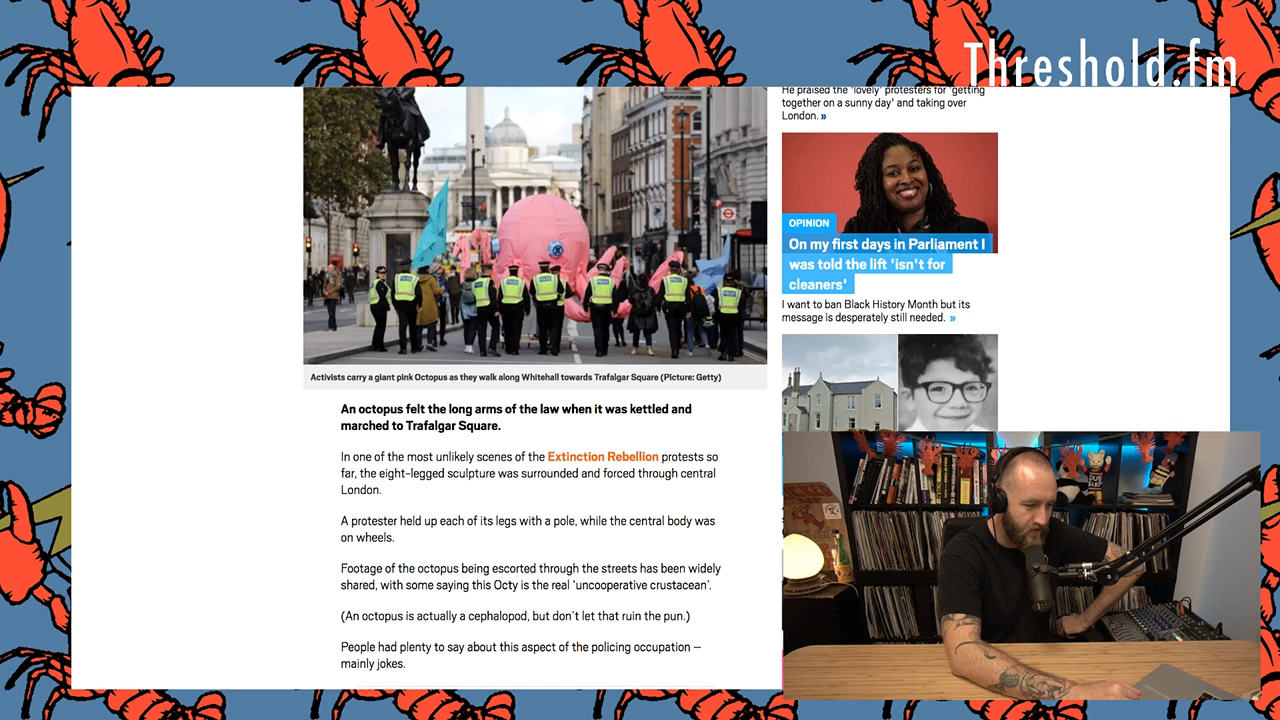 Threshold.fm
He praised the 'lovely' protesters for 'getting
together on a sunny day' and taking over
London. »
OPINION
On my first days in Parliament I
was told the lift 'isn't for
cleaners'
I want to ban Black History Month but its
message is desperately still needed. »
Activists carry a giant pink Octopus as they walk along Whitehall towards Trafalgar Square (Picture: Getty)
An octopus felt the long arms of the law when it was kettled and
marched to Trafalgar Square.
In one of the most unlikely scenes of the Extinction Rebellion protests so
far, the eight-legged sculpture was surrounded and forced through central
London.
A protester held up each of its legs with a pole, while the central body was
on wheels.
Footage of the octopus being escorted through the streets has been widely
shared, with some saying this Octy is the real 'uncooperative crustacean'.
(An octopus is actually a cephalopod, but don't let that ruin the pun.)
People had plenty to say about this aspect of the policing occupation –
mainly jokes.